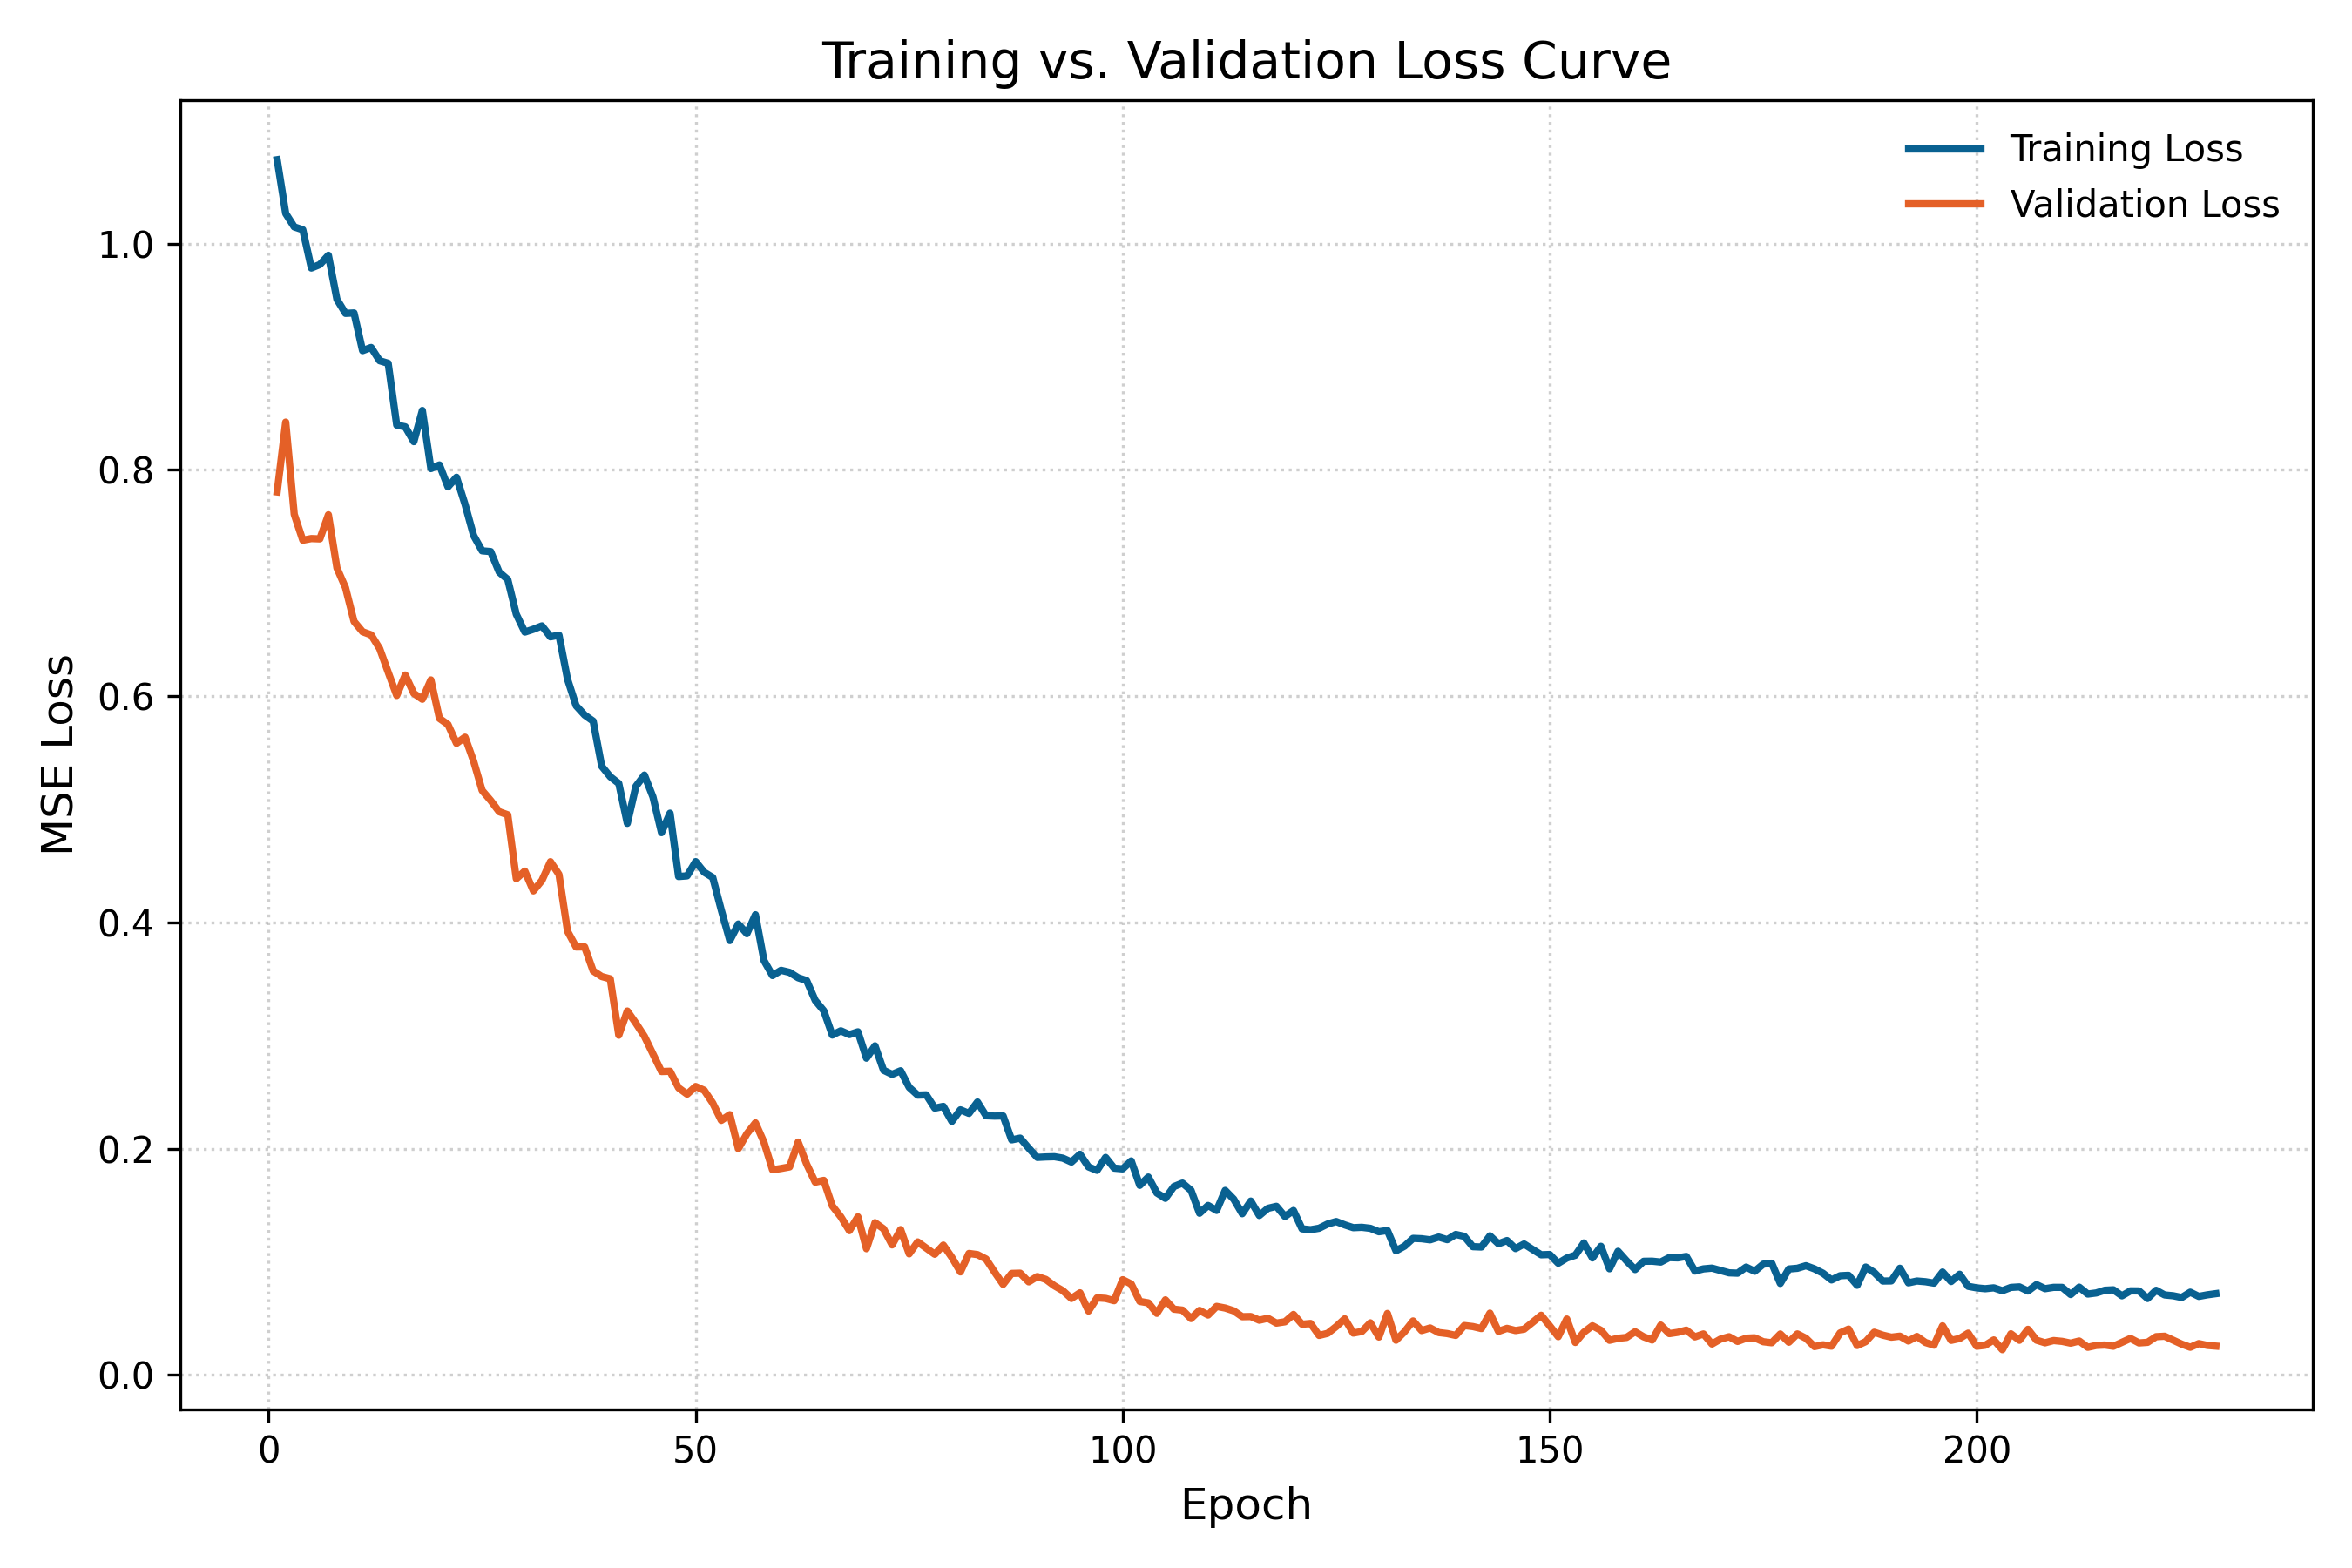 Training vs. Validation Loss Curve
Training Loss
Validation Loss
MSE Loss
1.0
0.8
0.6
0.4
0.2
0.0
0 50 100 150 200
Epoch